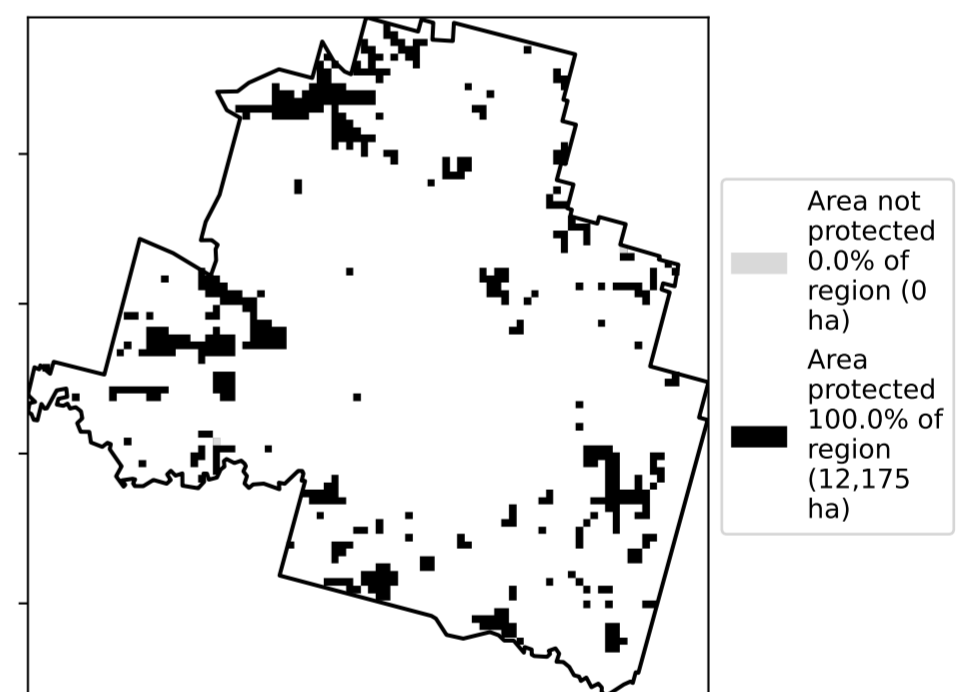 Area not
protected
0.0% of
region (0
ha)
Area
protected
100.0% of
region
(12,175
ha)